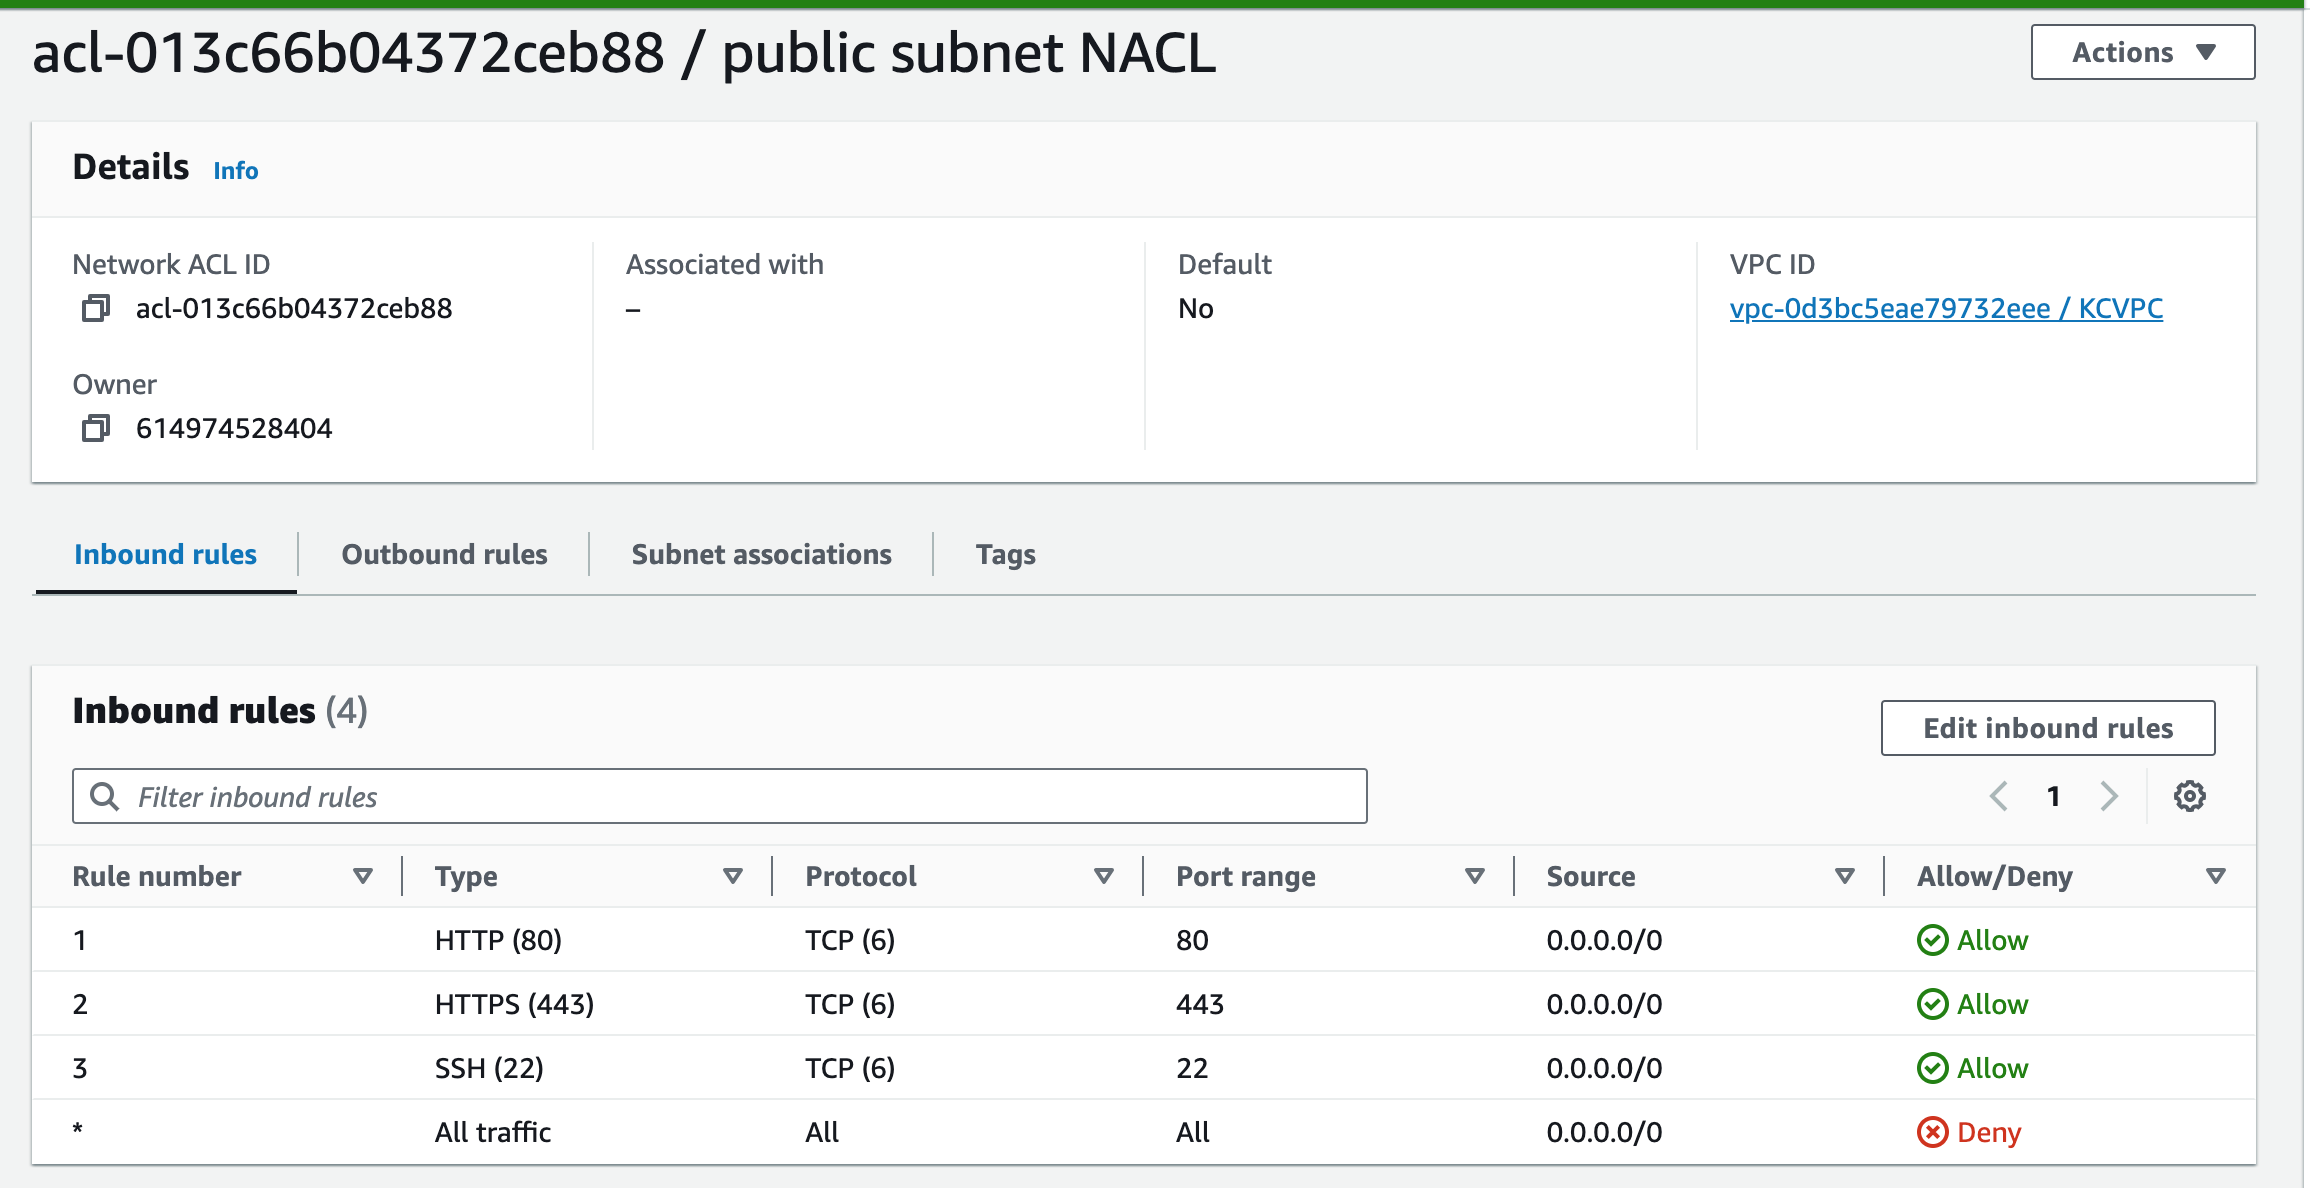 acl-013c66b04372ceb88 / public subnet NACL
Actions
Details Info
Network ACL ID
acl-013c66b04372ceb88
Owner
614974528404
Associated with
–
Default
No
VPC ID
vpc-0d3bc5eae79732eee / KCVPC
Inbound rules Outbound rules Subnet associations Tags
Inbound rules (4)
Edit inbound rules
Filter inbound rules
1
Rule number Type Protocol Port range Source Allow/Deny
1 HTTP (80) TCP (6) 80 0.0.0.0/0 Allow
2 HTTPS (443) TCP (6) 443 0.0.0.0/0 Allow
3 SSH (22) TCP (6) 22 0.0.0.0/0 Allow
* All traffic All All 0.0.0.0/0 Deny